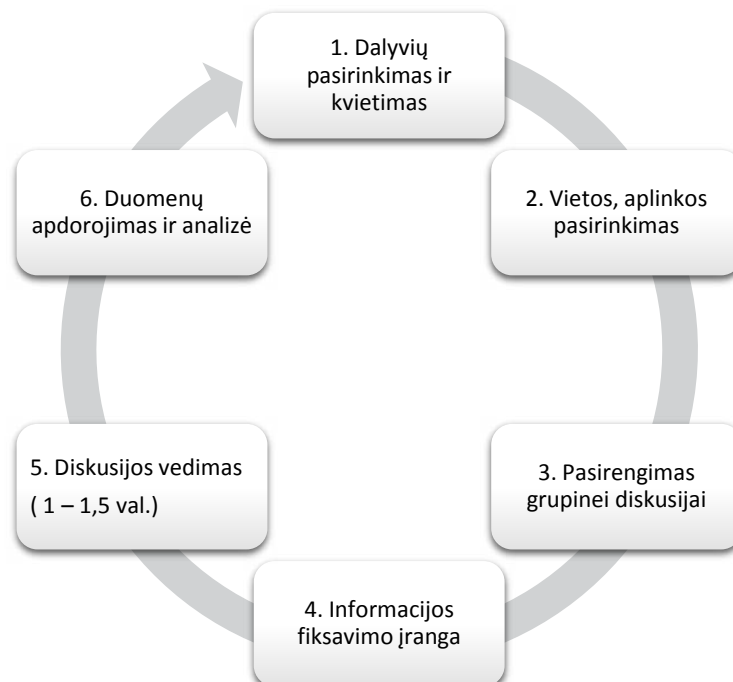 1. Dalyvių
pasirinkimas ir
kvietimas
2. Vietos, aplinkos
pasirinkimas
3. Pasirengimas
grupinei diskusijai
4. Informacijos
fiksavimo įranga
5. Diskusijos vedimas
( 1 – 1,5 val.)
6. Duomenų
apdorojimas ir analizė